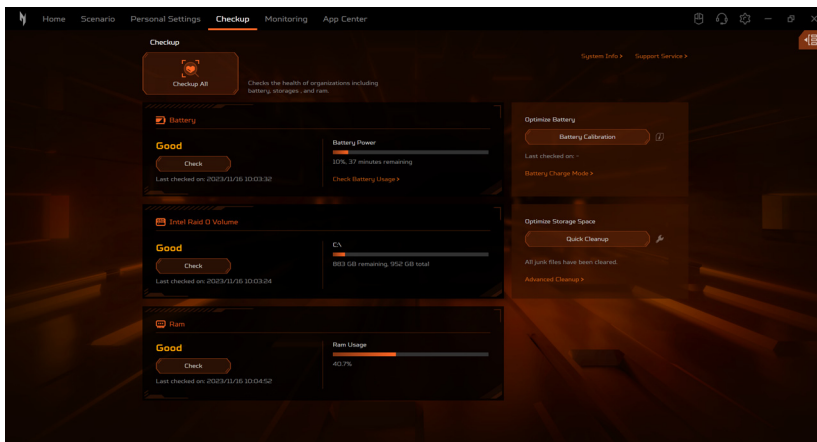 Home Scenario Personal Settings Checkup Monitoring App Center
Checkup
System Info > Support Service >
Checkup All
Checks the health of organizations including
battery, storages , and ram.
Battery
Good
Check
Last checked on: 2023/11/16 10:03:32
Battery Power
10%, 37 minutes remaining
Check Battery Usage >
Optimize Battery
Battery Calibration
Last checked on: -
Battery Charge Mode >
Intel Raid 0 Volume
Good
Check
Last checked on: 2023/11/16 10:03:24
C:\
883 GB remaining, 952 GB total
Optimize Storage Space
Quick Cleanup
All junk files have been cleared.
Advanced Cleanup >
Ram
Good
Check
Last checked on: 2023/11/16 10:04:52
Ram Usage
40.7%